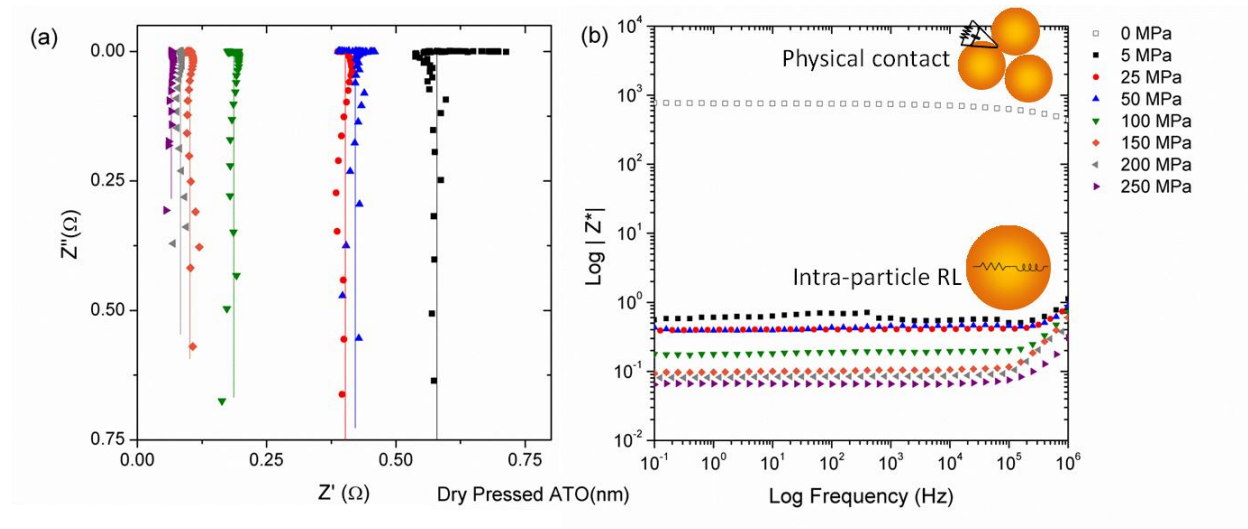 (a)
0.00
0.25
0.50
0.75
Z''(Ω)
0.00
0.25
0.50
0.75
Z' (Ω)
Dry Pressed ATO(nm)
(b)
10⁴
10³
10²
10¹
10⁰
10⁻¹
10⁻²
Log | Z*|
Physical contact
Intra-particle RL
10⁻¹
10⁰
10¹
10²
10³
10⁴
10⁵
10⁶
Log Frequency (Hz)
0 MPa
5 MPa
25 MPa
50 MPa
100 MPa
150 MPa
200 MPa
250 MPa